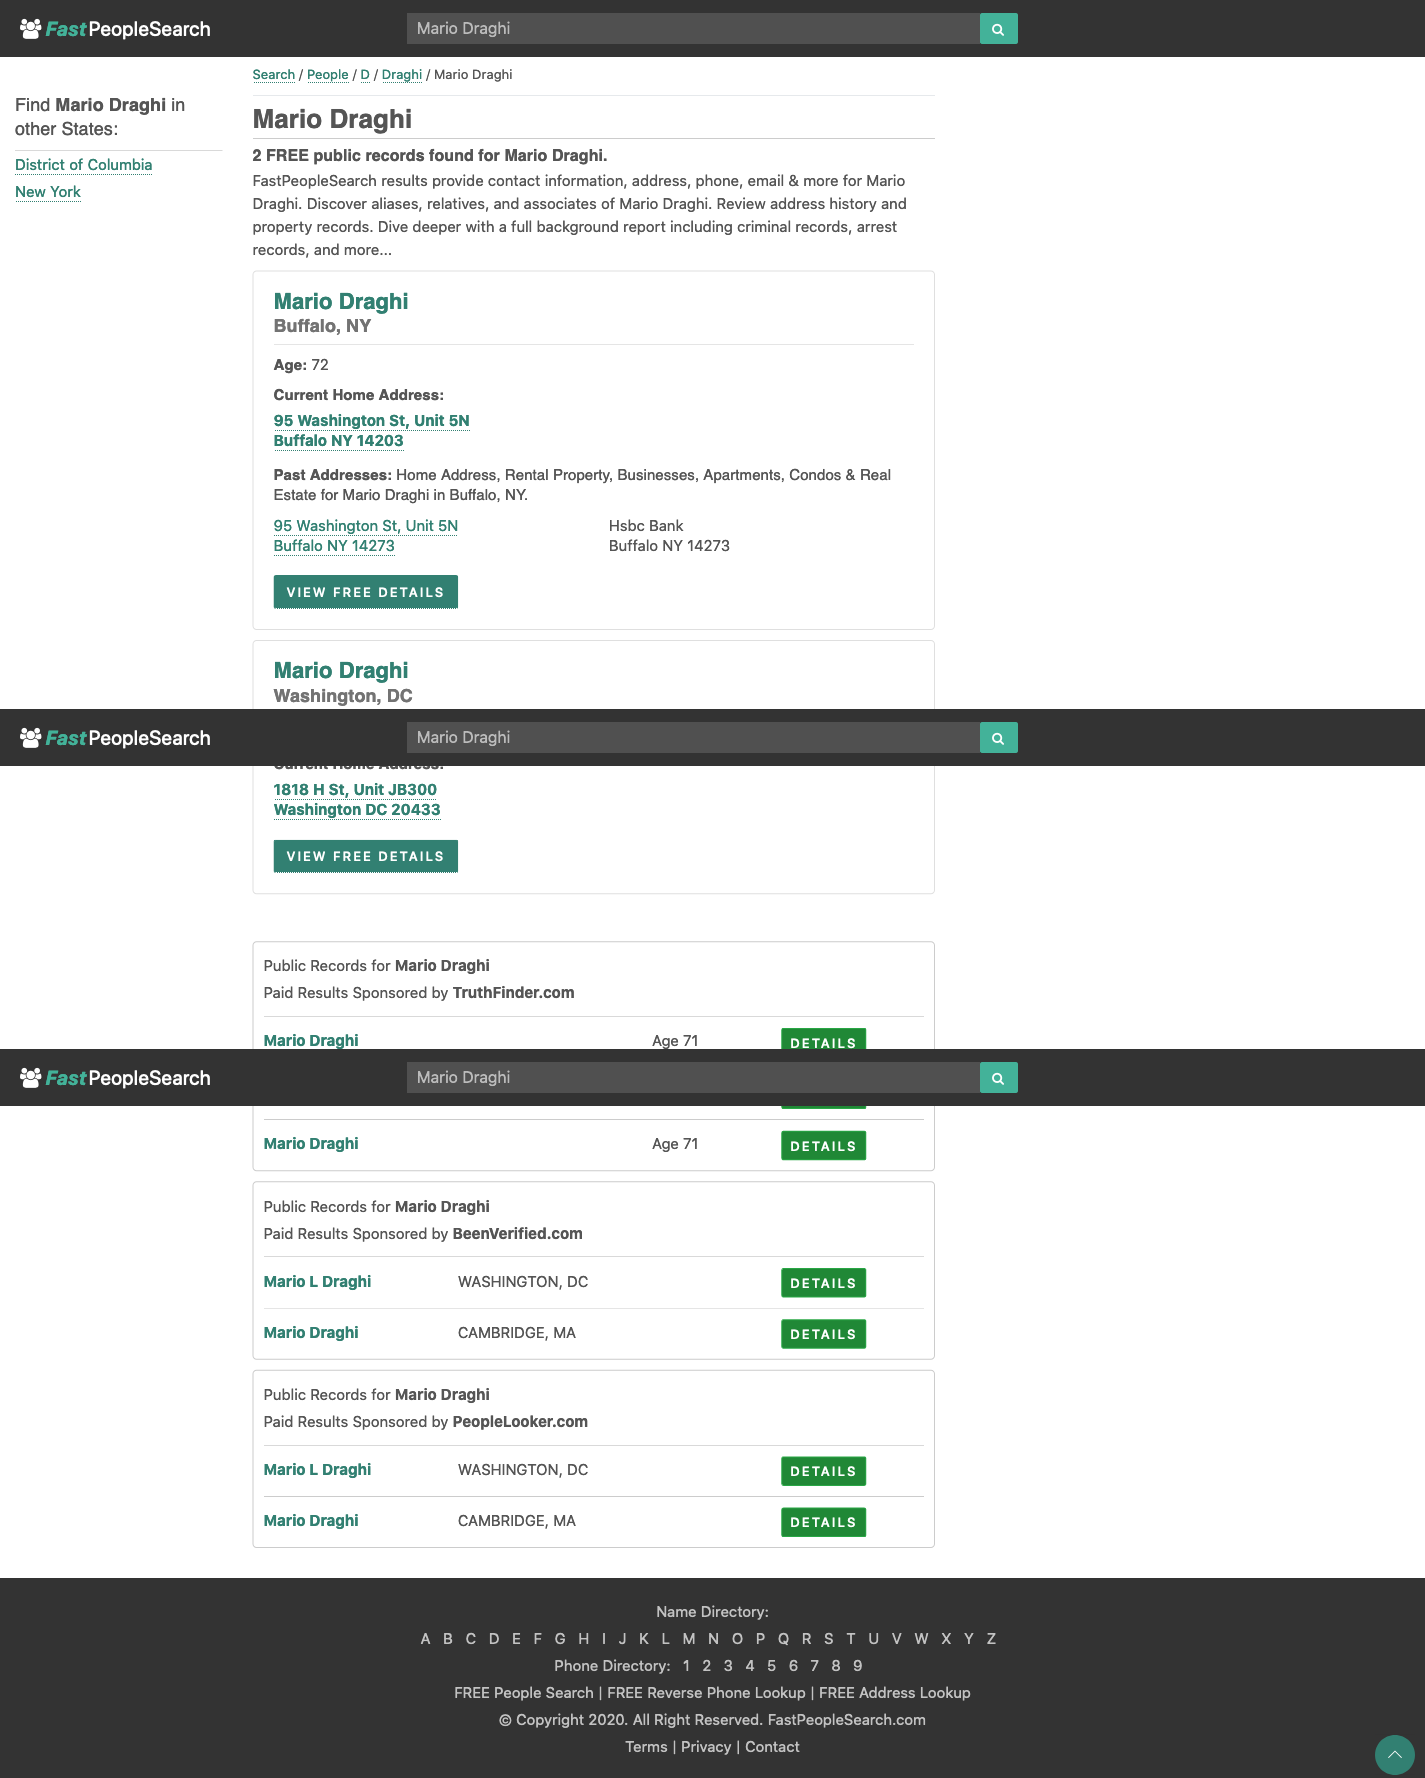 FastPeopleSearch
Mario Draghi
Search / People / D / Draghi / Mario Draghi
Find Mario Draghi in
other States:
District of Columbia
New York
Mario Draghi
2 FREE public records found for Mario Draghi.
FastPeopleSearch results provide contact information, address, phone, email & more for Mario
Draghi. Discover aliases, relatives, and associates of Mario Draghi. Review address history and
property records. Dive deeper with a full background report including criminal records, arrest
records, and more...
Mario Draghi
Buffalo, NY
Age: 72
Current Home Address:
95 Washington St, Unit 5N
Buffalo NY 14203
Past Addresses: Home Address, Rental Property, Businesses, Apartments, Condos & Real
Estate for Mario Draghi in Buffalo, NY.
95 Washington St, Unit 5N
Buffalo NY 14273
Hsbc Bank
Buffalo NY 14273
VIEW FREE DETAILS
Mario Draghi
Washington, DC
FastPeopleSearch
Mario Draghi
Current Home Address:
1818 H St, Unit JB300
Washington DC 20433
VIEW FREE DETAILS
Public Records for Mario Draghi
Paid Results Sponsored by TruthFinder.com
Mario Draghi Age 71 DETAILS
FastPeopleSearch
Mario Draghi
Mario Draghi Age 71 DETAILS
Public Records for Mario Draghi
Paid Results Sponsored by BeenVerified.com
Mario L Draghi WASHINGTON, DC DETAILS
Mario Draghi CAMBRIDGE, MA DETAILS
Public Records for Mario Draghi
Paid Results Sponsored by PeopleLooker.com
Mario L Draghi WASHINGTON, DC DETAILS
Mario Draghi CAMBRIDGE, MA DETAILS
Name Directory:
A B C D E F G H I J K L M N O P Q R S T U V W X Y Z
Phone Directory: 1 2 3 4 5 6 7 8 9
FREE People Search | FREE Reverse Phone Lookup | FREE Address Lookup
© Copyright 2020. All Right Reserved. FastPeopleSearch.com
Terms | Privacy | Contact